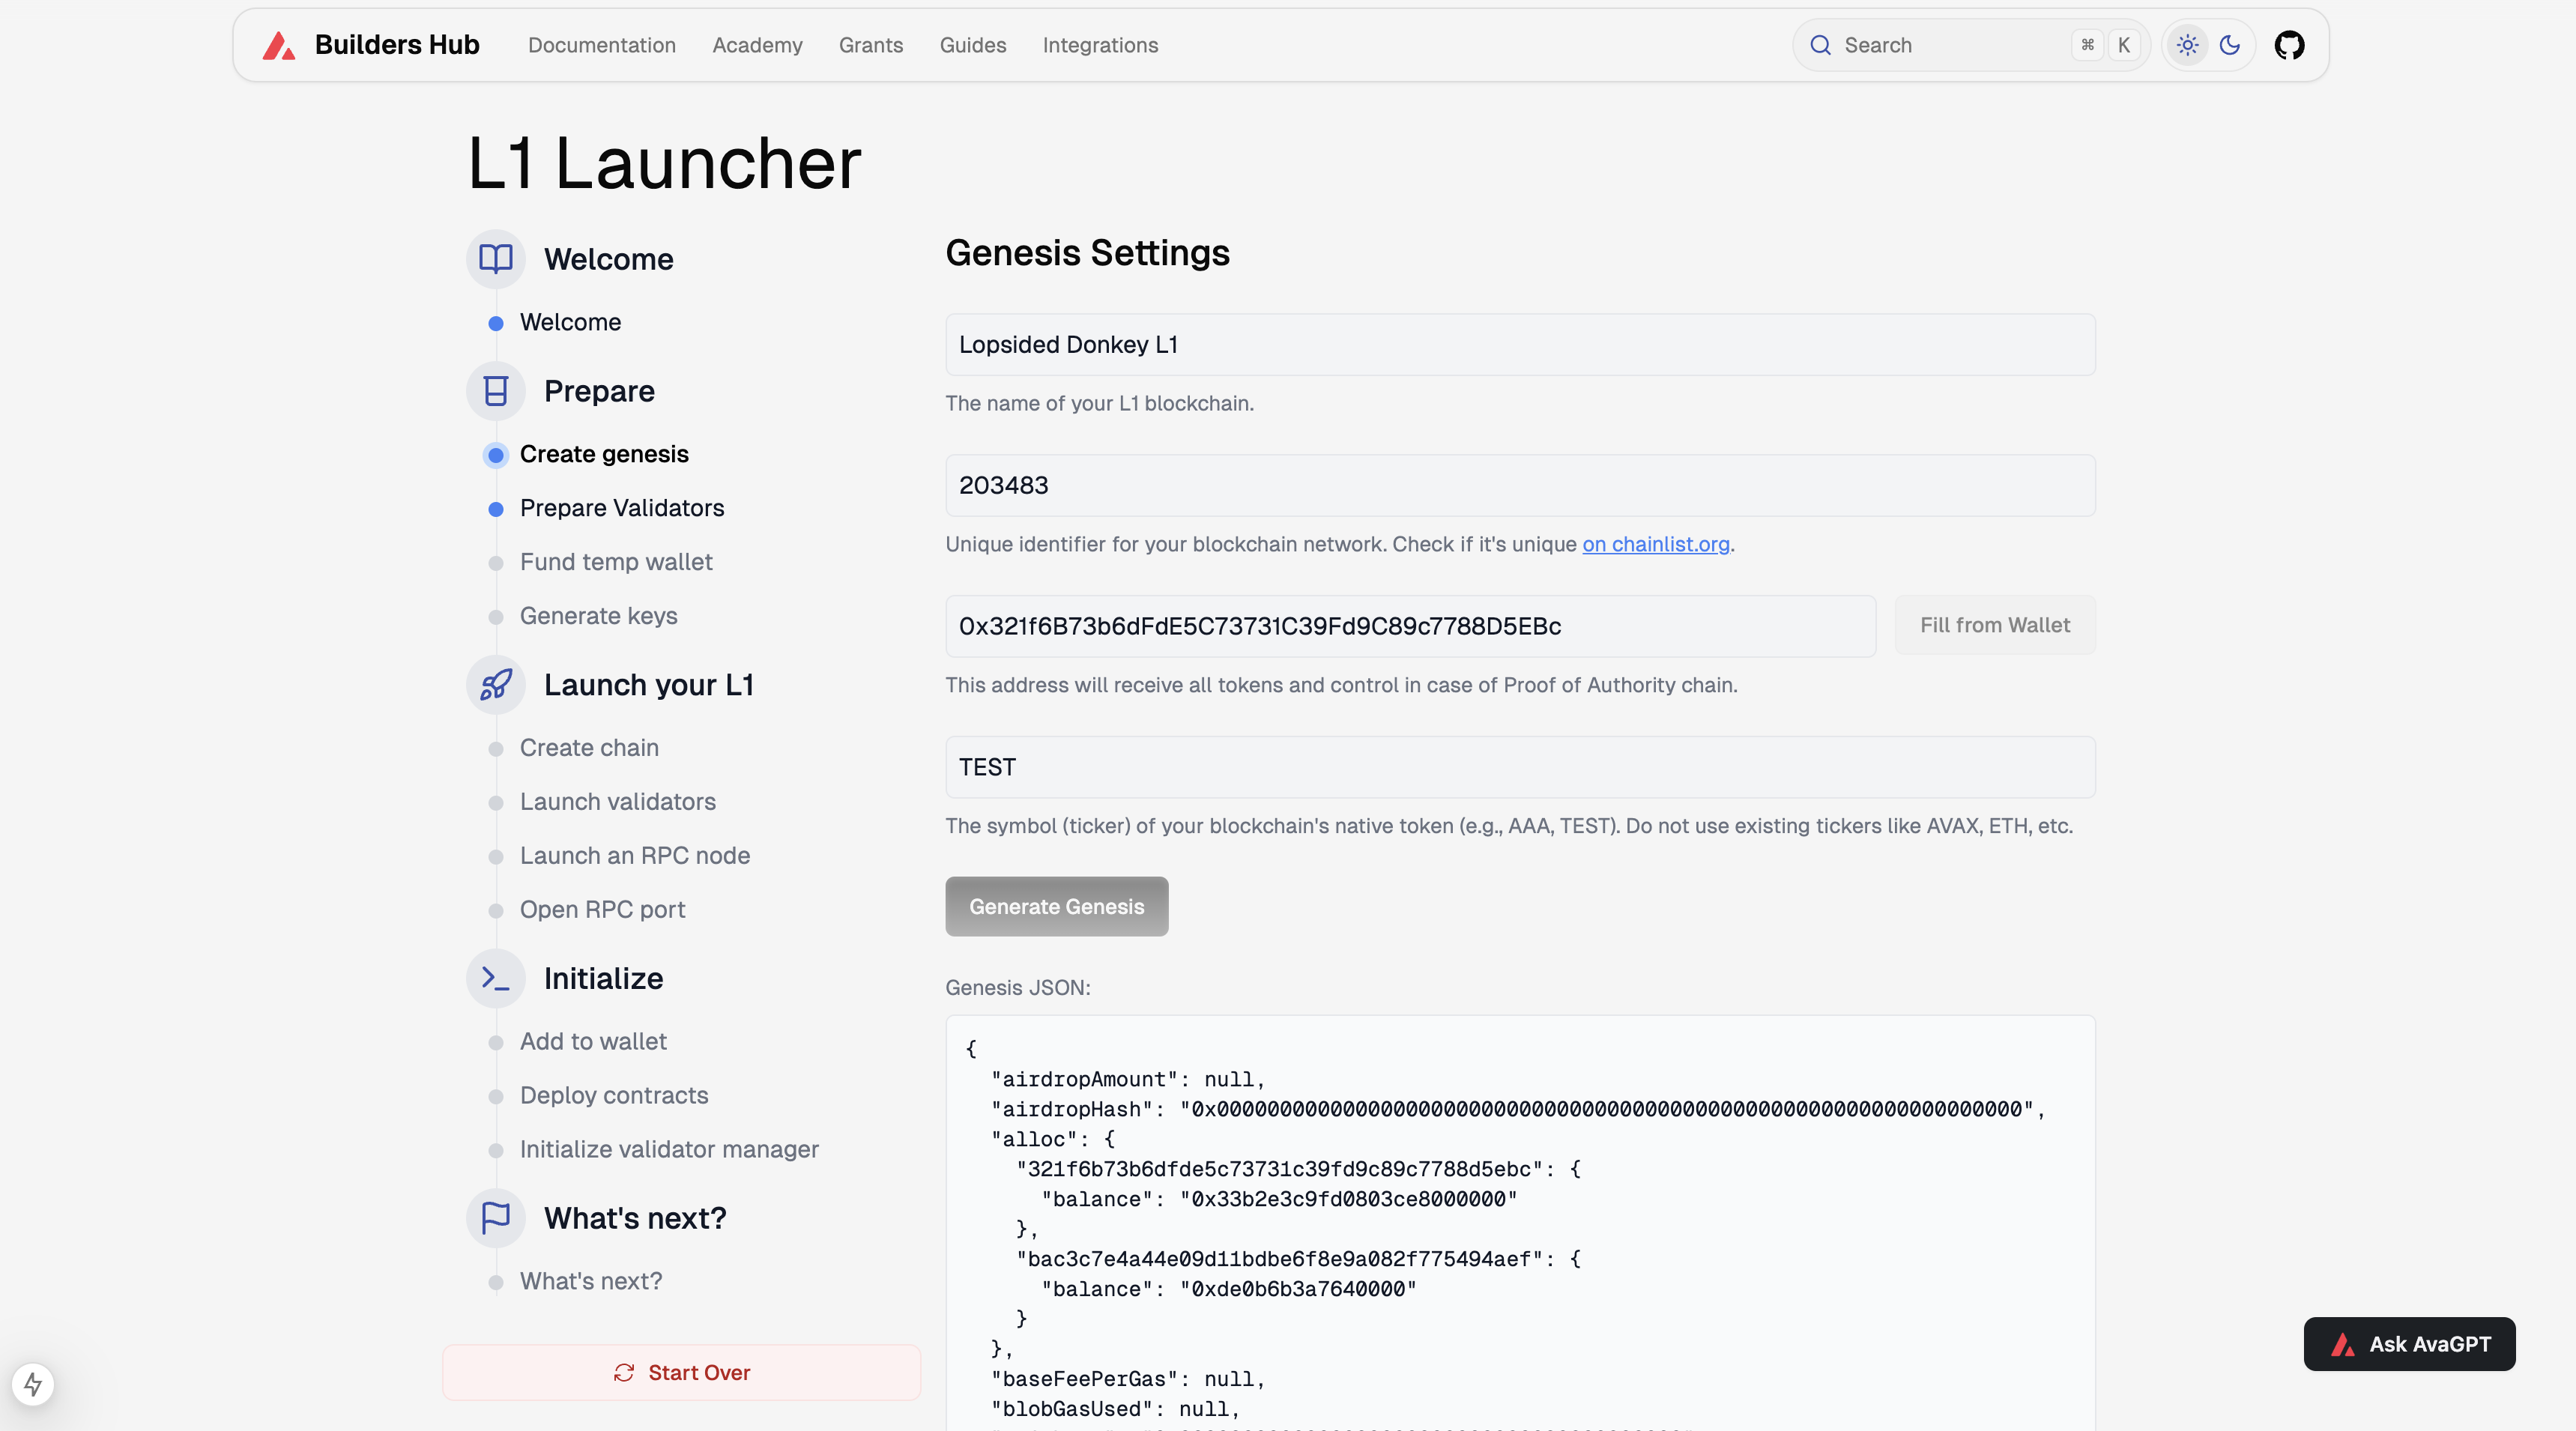 Builders Hub
Documentation
Academy
Grants
Guides
Integrations
Search
⌘ K
L1 Launcher
Welcome
Welcome
Prepare
Create genesis
Prepare Validators
Fund temp wallet
Generate keys
Launch your L1
Create chain
Launch validators
Launch an RPC node
Open RPC port
Initialize
Add to wallet
Deploy contracts
Initialize validator manager
What's next?
What's next?
Start Over
Genesis Settings
Lopsided Donkey L1
The name of your L1 blockchain.
203483
Unique identifier for your blockchain network. Check if it's unique on chainlist.org.
0x321f6B73b6dFdE5C73731C39Fd9C89c7788D5EBc
Fill from Wallet
This address will receive all tokens and control in case of Proof of Authority chain.
TEST
The symbol (ticker) of your blockchain's native token (e.g., AAA, TEST). Do not use existing tickers like AVAX, ETH, etc.
Generate Genesis
Genesis JSON:
{
"airdropAmount": null,
"airdropHash": "0x0000000000000000000000000000000000000000000000000000000000000000",
"alloc": {
"321f6b73b6dfde5c73731c39fd9c89c7788d5ebc": {
"balance": "0x33b2e3c9fd0803ce8000000"
},
"bac3c7e4a44e09d11bdbe6f8e9a082f775494aef": {
"balance": "0xde0b6b3a7640000"
}
},
"baseFeePerGas": null,
"blobGasUsed": null,
Ask AvaGPT